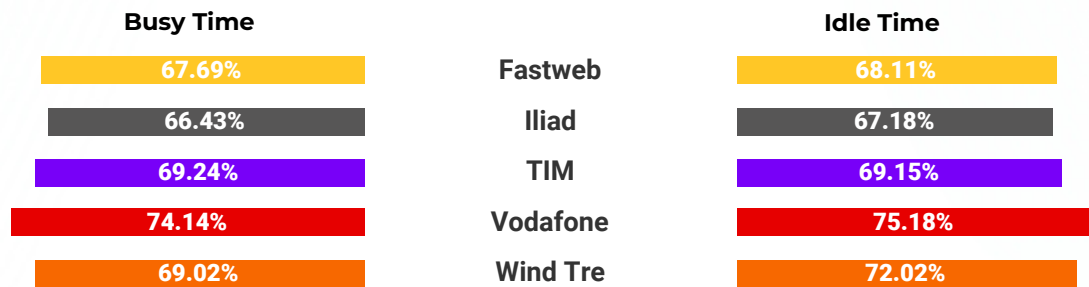 Busy Time Idle Time
67.69% Fastweb 68.11%
66.43% Iliad 67.18%
69.24% TIM 69.15%
74.14% Vodafone 75.18%
69.02% Wind Tre 72.02%